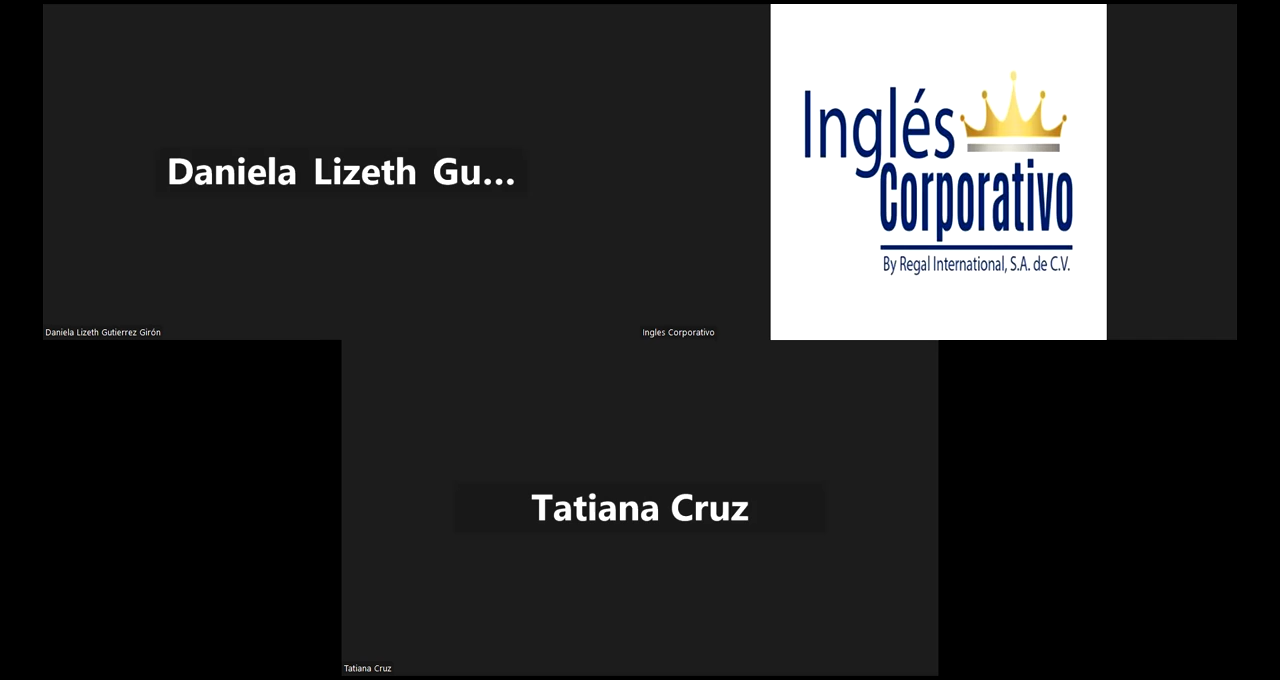 Daniela Lizeth Gu...
Daniela Lizeth Gutierrez Girón
Inglés
Corporativo
By Regal International, S.A. de C.V.
Ingles Corporativo
Tatiana Cruz
Tatiana Cruz